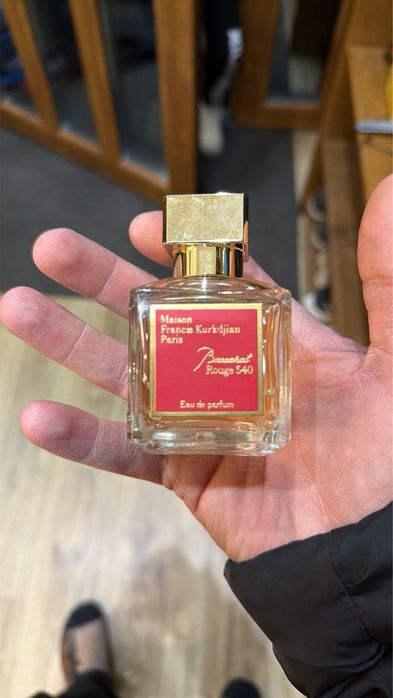 Maison
Francis Kurkdjian
Paris
Baccarat
Rouge 540
Eau de parfum